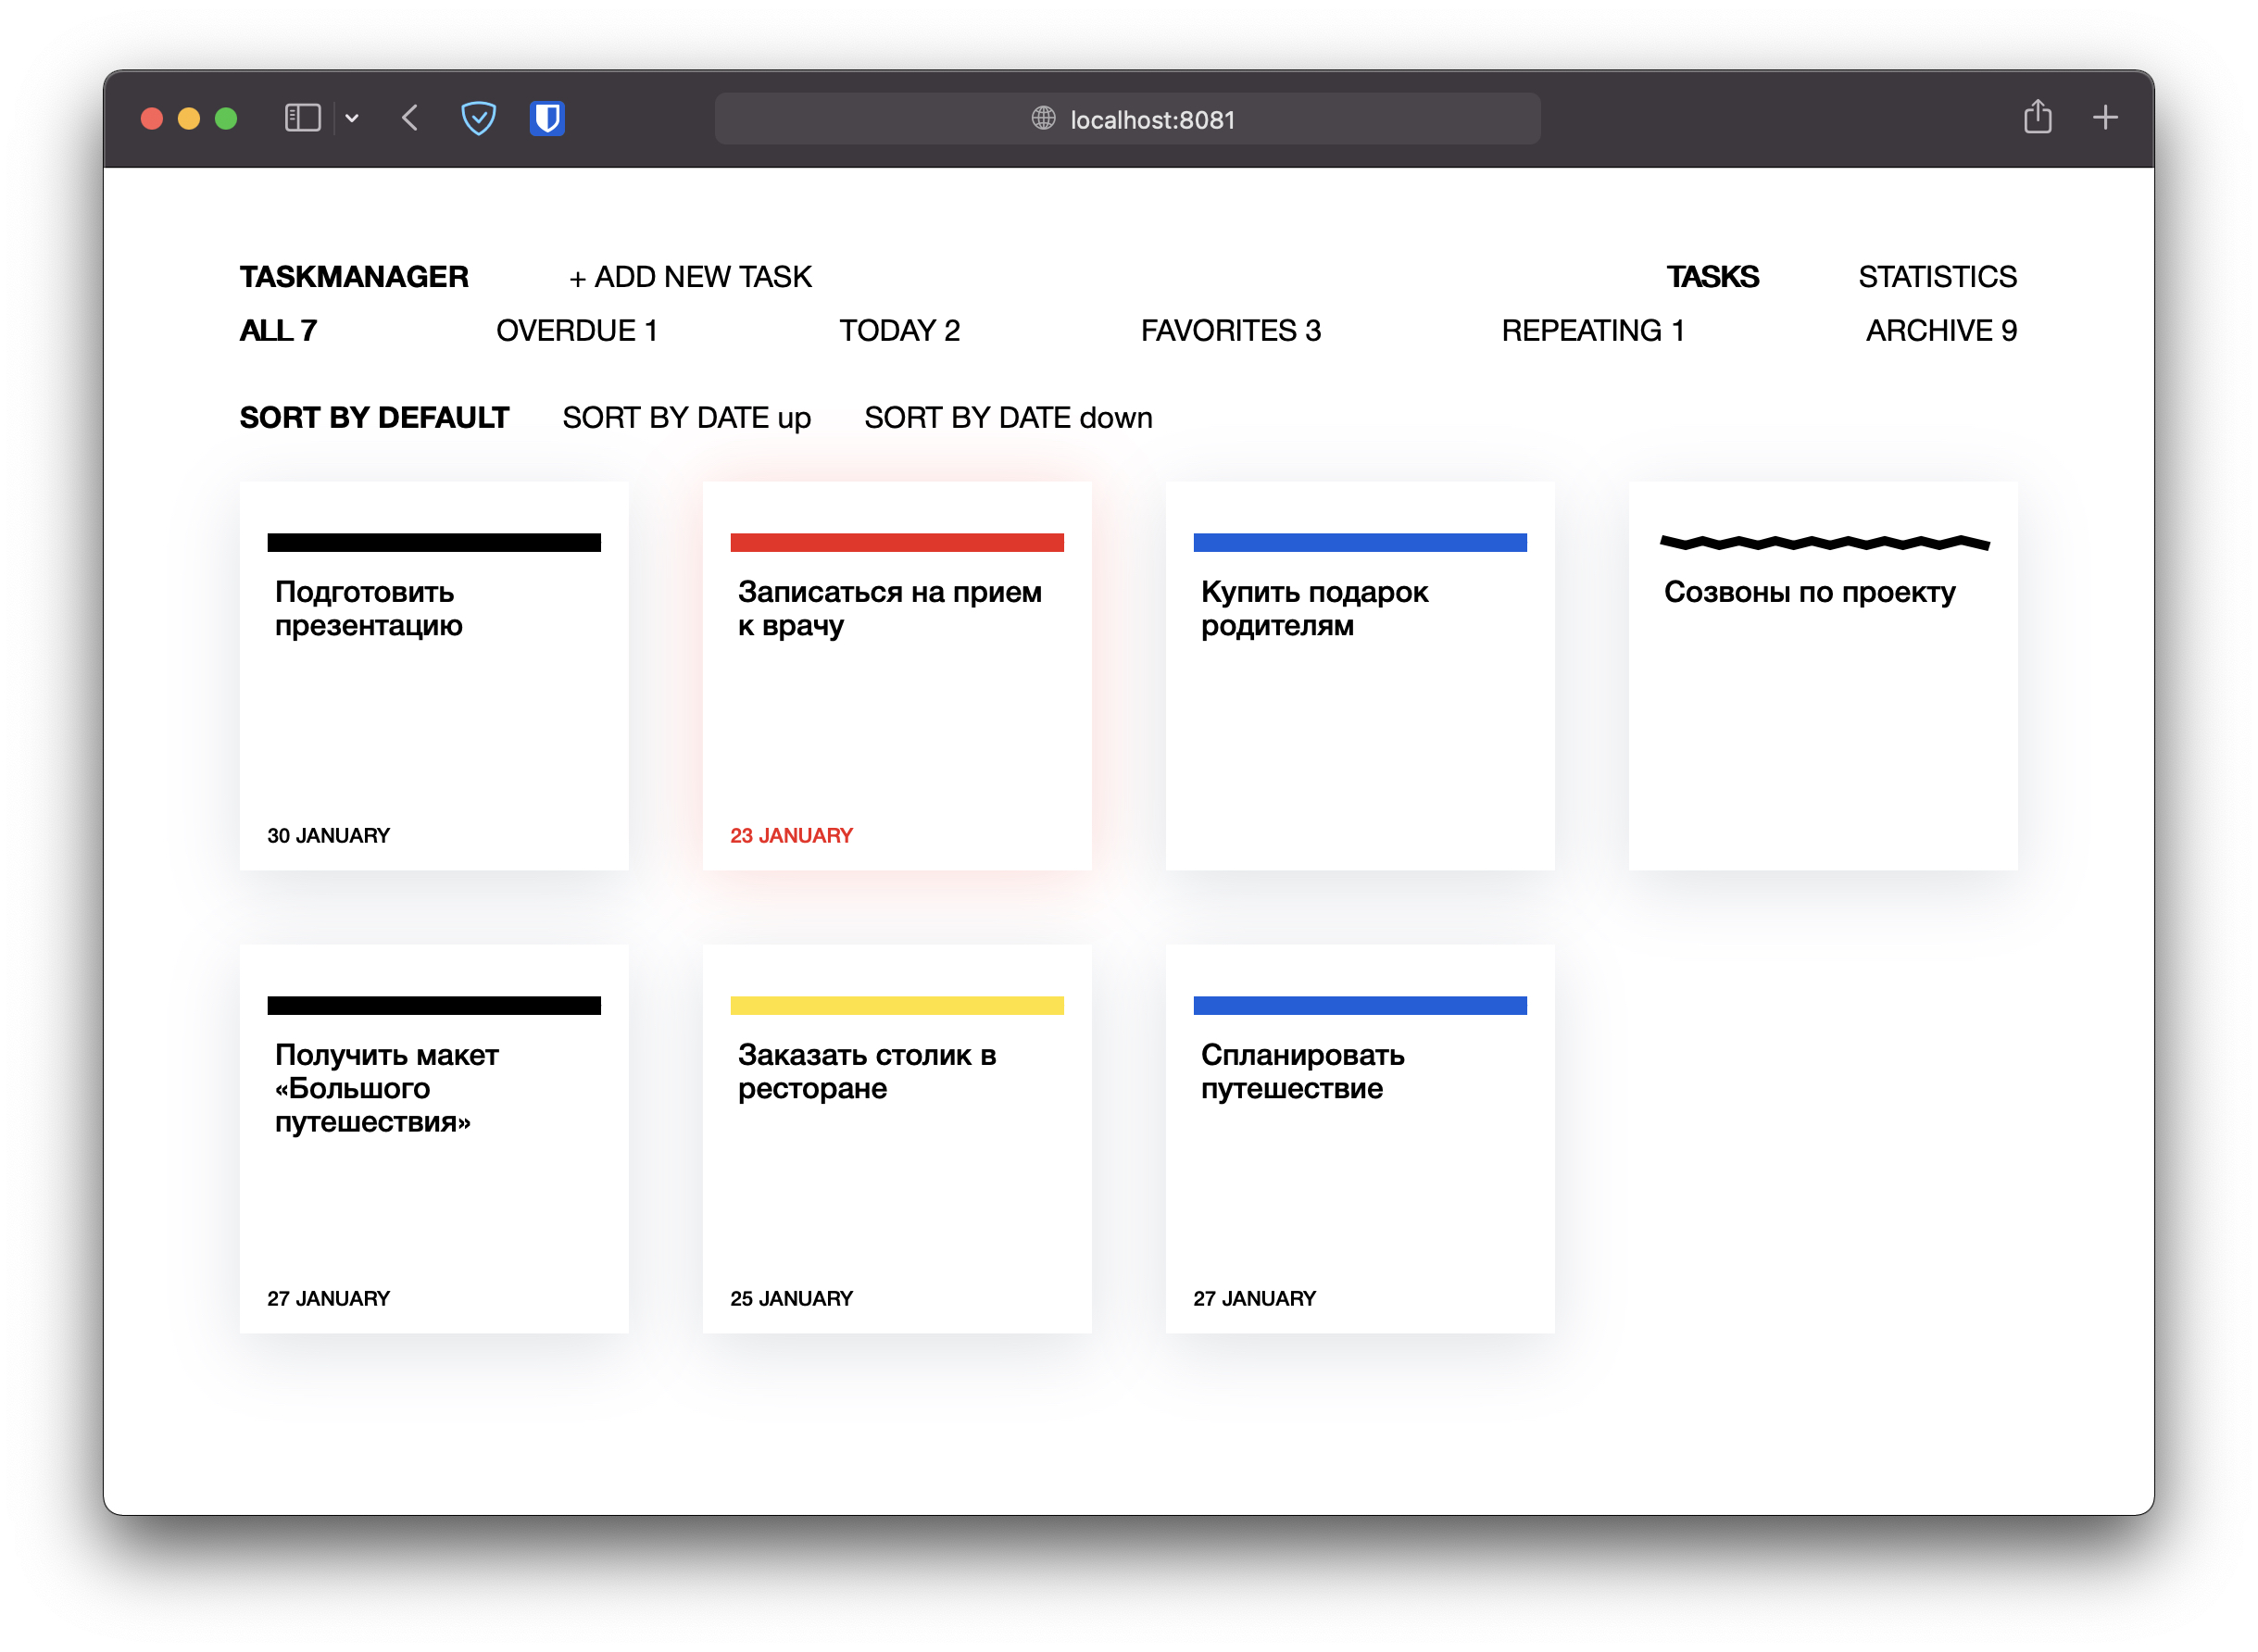 localhost:8081
TASKMANAGER + ADD NEW TASK TASKS STATISTICS
ALL 7 OVERDUE 1 TODAY 2 FAVORITES 3 REPEATING 1 ARCHIVE 9
SORT BY DEFAULT SORT BY DATE up SORT BY DATE down
Подготовить
презентацию
30 JANUARY
Записаться на прием
к врачу
23 JANUARY
Купить подарок
родителям
Созвоны по проекту
Получить макет
«Большого
путешествия»
27 JANUARY
Заказать столик в
ресторане
25 JANUARY
Спланировать
путешествие
27 JANUARY